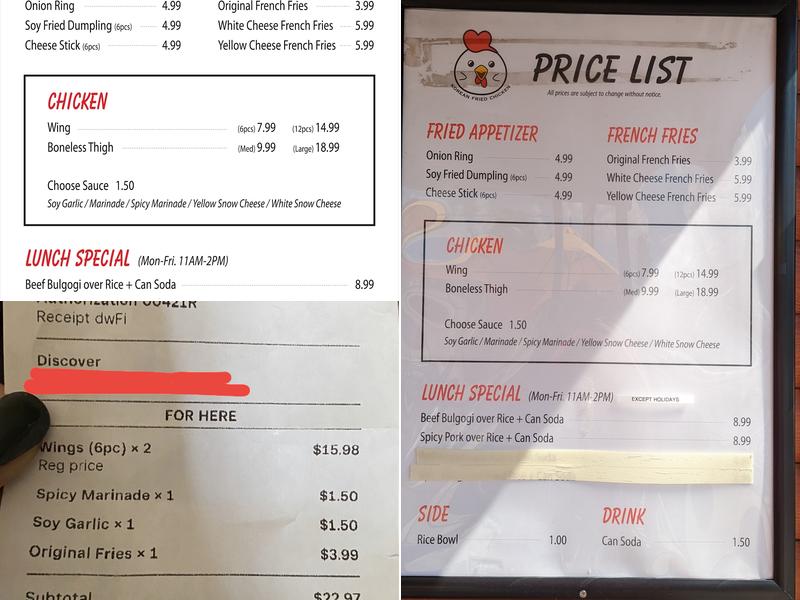 Onion Ring 4.99
Original French Fries 3.99
Soy Fried Dumpling (6pcs) 4.99
White Cheese French Fries 5.99
Cheese Stick (6pcs) 4.99
Yellow Cheese French Fries 5.99
CHICKEN
Wing (6pcs) 7.99 (12pcs) 14.99
Boneless Thigh (Med) 9.99 (Large) 18.99
Choose Sauce 1.50
Soy Garlic / Marinade / Spicy Marinade / Yellow Snow Cheese / White Snow Cheese
LUNCH SPECIAL (Mon-Fri. 11AM-2PM)
Beef Bulgogi over Rice + Can Soda 8.99
Authorization 00421R
Receipt dwFi
Discover
FOR HERE
Wings (6pc) × 2 $15.98
Reg price
Spicy Marinade × 1 $1.50
Soy Garlic × 1 $1.50
Original Fries × 1 $3.99
Subtotal $22.97
KOREAN FRIED CHICKEN
PRICE LIST
All prices are subject to change without notice.
FRIED APPETIZER
Onion Ring 4.99
Soy Fried Dumpling (6pcs) 4.99
Cheese Stick (6pcs) 4.99
FRENCH FRIES
Original French Fries 3.99
White Cheese French Fries 5.99
Yellow Cheese French Fries 5.99
CHICKEN
Wing (6pcs) 7.99 (12pcs) 14.99
Boneless Thigh (Med) 9.99 (Large) 18.99
Choose Sauce 1.50
Soy Garlic / Marinade / Spicy Marinade / Yellow Snow Cheese / White Snow Cheese
LUNCH SPECIAL (Mon-Fri. 11AM-2PM) EXCEPT HOLIDAYS
Beef Bulgogi over Rice + Can Soda 8.99
Spicy Pork over Rice + Can Soda 8.99
SIDE
Rice Bowl 1.00
DRINK
Can Soda 1.50